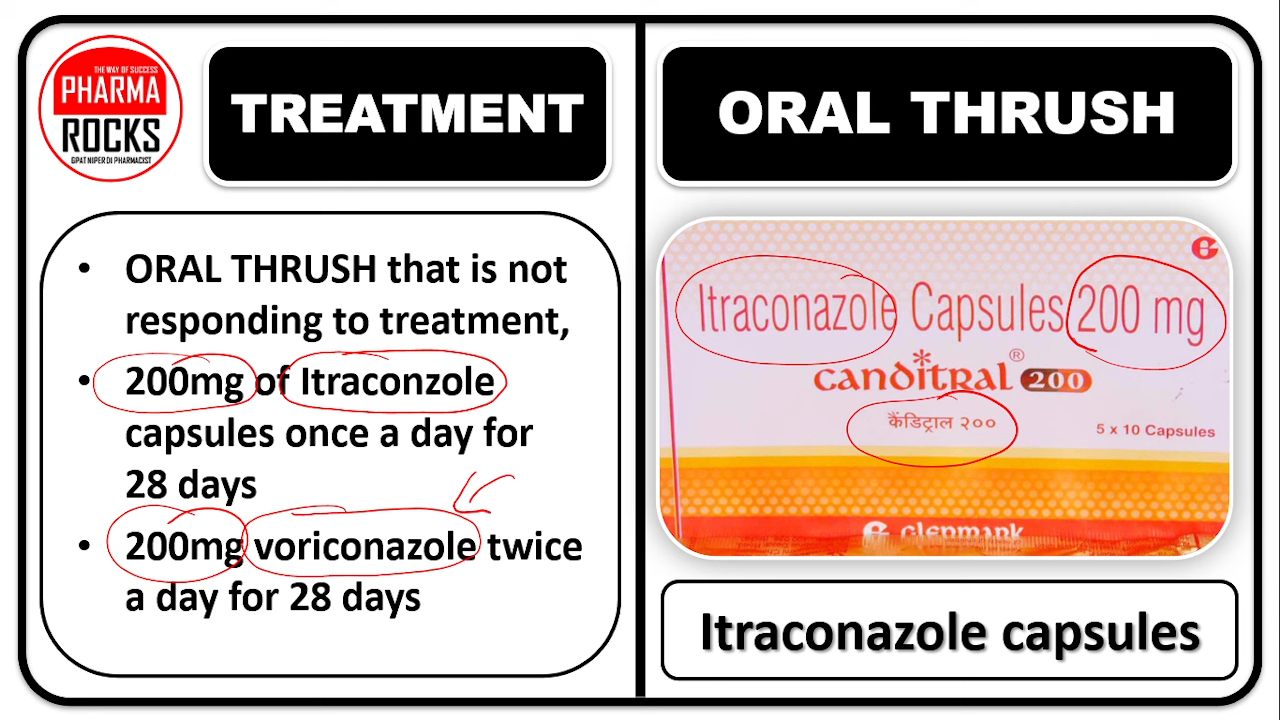 THE WAY OF SUCCESS
PHARMA
ROCKS
GPAT NIPER DI PHARMACIST
TREATMENT
• ORAL THRUSH that is not
responding to treatment,
• 200mg of Itraconzole
capsules once a day for
28 days
• 200mg voriconazole twice
a day for 28 days
ORAL THRUSH
Itraconazole Capsules 200 mg
canditral® 200
कैंडिट्राल २००
5 x 10 Capsules
glenmark
Itraconazole capsules